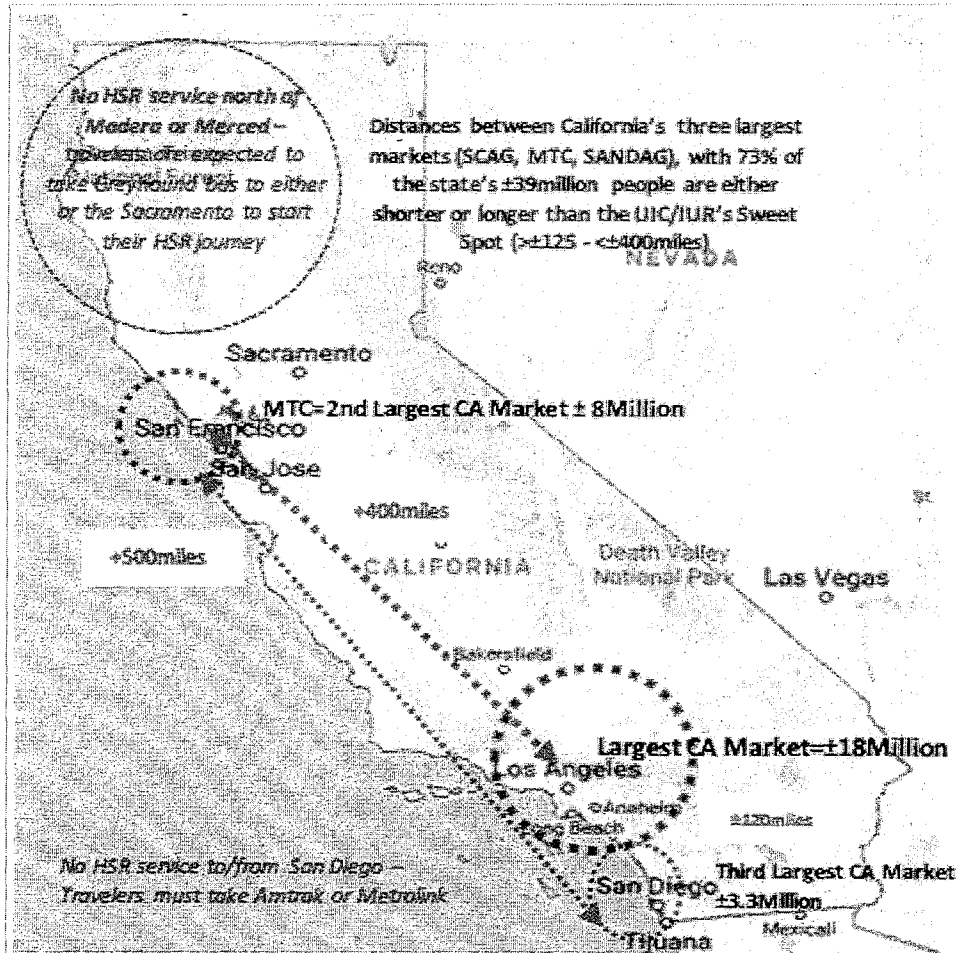 No HSR service north of
Madera or Merced –
travelers are expected to
take Greyhound bus to either
or the Sacramento to start
their HSR journey
Distances between California's three largest
markets (SCAG, MTC, SANDAG), with 73% of
the state's ±39million people are either
shorter or longer than the UIC/IUR's Sweet
Spot (>±125 - <±400miles)
Reno
NEVADA
Sacramento
MTC=2nd Largest CA Market ± 8Million
San Francisco
San Jose
+400miles
+500miles
CALIFORNIA
Death Valley
National Park
Las Vegas
Bakersfield
Largest CA Market=±18Million
Los Angeles
Anaheim
Long Beach
±120miles
No HSR service to/from San Diego –
Travelers must take Amtrak or Metrolink
San Diego
Third Largest CA Market
±3.3Million
Mexicali
Tijuana